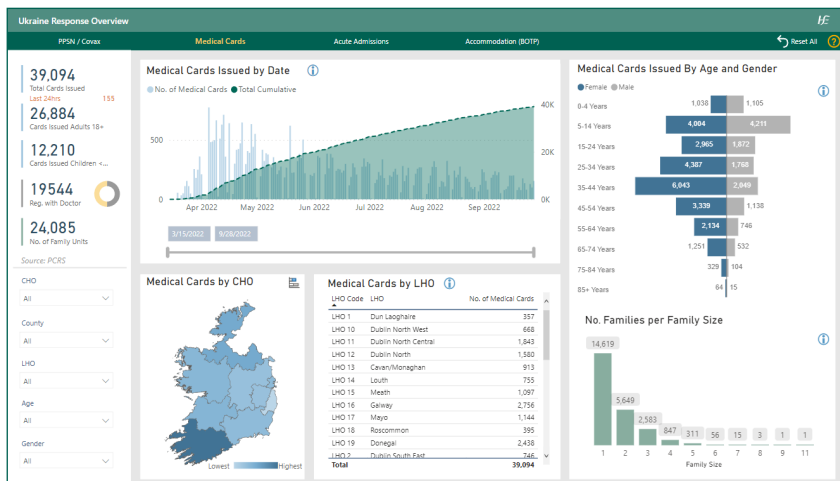 Ukraine Response Overview
PPSN / Covax
Medical Cards
Acute Admissions
Accommodation (BOTP)
Reset All
?
39,094
Total Cards Issued
Last 24hrs 155
26,884
Cards Issued Adults 18+
12,210
Cards Issued Children <...
19544
Reg. with Doctor
24,085
No. of Family Units
Source: PCRS
CHO
All
County
All
LHO
All
Age
All
Gender
All
Medical Cards Issued by Date
No. of Medical Cards Total Cumulative
500
0
40K
20K
0K
Apr 2022 May 2022 Jun 2022 Jul 2022 Aug 2022 Sep 2022
3/15/2022 9/28/2022
Medical Cards by CHO
Lowest Highest
Medical Cards by LHO
LHO Code LHO No. of Medical Cards
LHO 1 Dun Laoghaire 357
LHO 10 Dublin North West 668
LHO 11 Dublin North Central 1,843
LHO 12 Dublin North 1,580
LHO 13 Cavan/Monaghan 913
LHO 14 Louth 755
LHO 15 Meath 1,097
LHO 16 Galway 2,756
LHO 17 Mayo 1,144
LHO 18 Roscommon 395
LHO 19 Donegal 2,438
LHO 2 Dublin South East 746
Total 39,094
Medical Cards Issued By Age and Gender
Female Male
0-4 Years 1,038 1,105
5-14 Years 4,004 4,211
15-24 Years 2,965 1,872
25-34 Years 4,387 1,768
35-44 Years 6,043 2,049
45-54 Years 3,339 1,138
55-64 Years 2,134 746
65-74 Years 1,251 532
75-84 Years 329 104
85+ Years 64 15
No. Families per Family Size
14,619
5,649
2,583
847
311
56
15
3
1
1
1 2 3 4 5 6 7 8 9 11
Family Size